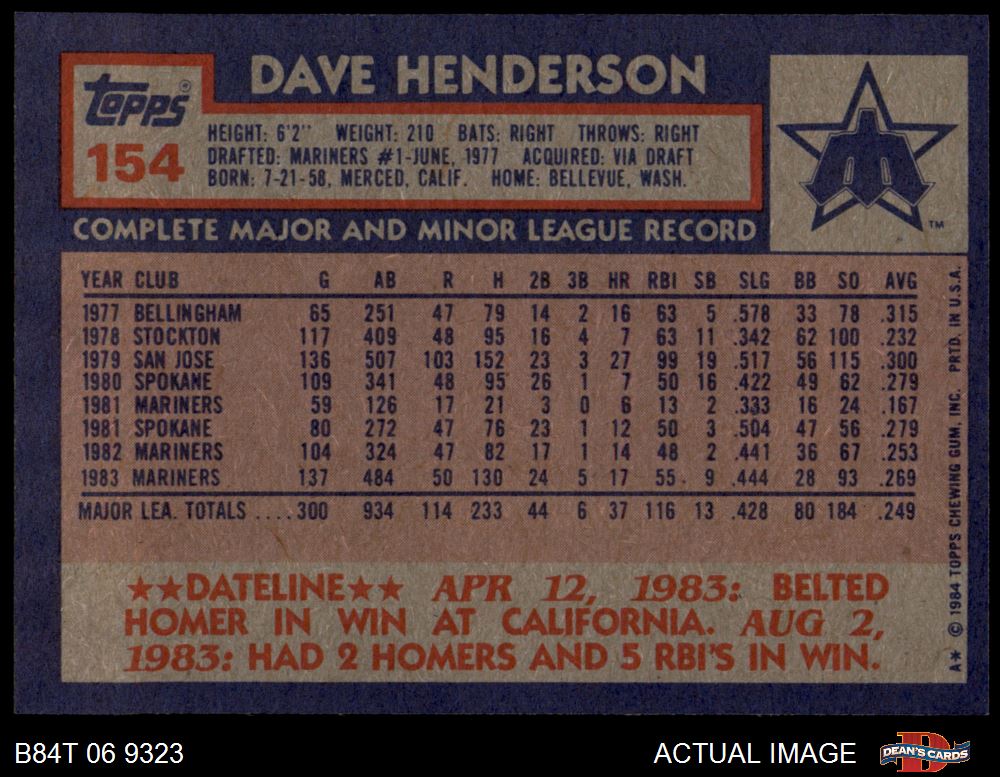 DAVE HENDERSON
TOPPS®
154
HEIGHT: 6'2" WEIGHT: 210 BATS: RIGHT THROWS: RIGHT
DRAFTED: MARINERS #1-JUNE, 1977 ACQUIRED: VIA DRAFT
BORN: 7-21-58, MERCED, CALIF. HOME: BELLEVUE, WASH.
TM
COMPLETE MAJOR AND MINOR LEAGUE RECORD
YEAR CLUB G AB R H 2B 3B HR RBI SB SLG BB SO AVG
1977 BELLINGHAM 65 251 47 79 14 2 16 63 5 .578 33 78 .315
1978 STOCKTON 117 409 48 95 16 4 7 63 11 .342 62 100 .232
1979 SAN JOSE 136 507 103 152 23 3 27 99 19 .517 56 115 .300
1980 SPOKANE 109 341 48 95 26 1 7 50 16 .422 49 62 .279
1981 MARINERS 59 126 17 21 3 0 6 13 2 .333 16 24 .167
1981 SPOKANE 80 272 47 76 23 1 12 50 3 .504 47 56 .279
1982 MARINERS 104 324 47 82 17 1 14 48 2 .441 36 67 .253
1983 MARINERS 137 484 50 130 24 5 17 55 9 .444 28 93 .269
MAJOR LEA. TOTALS ....300 934 114 233 44 6 37 116 13 .428 80 184 .249
★★DATELINE★★ APR 12, 1983: BELTED
HOMER IN WIN AT CALIFORNIA. AUG 2,
1983: HAD 2 HOMERS AND 5 RBI'S IN WIN.
A* © 1984 TOPPS CHEWING GUM, INC. PRTD. IN U.S.A.
B84T 06 9323
ACTUAL IMAGE
DEAN'S CARDS